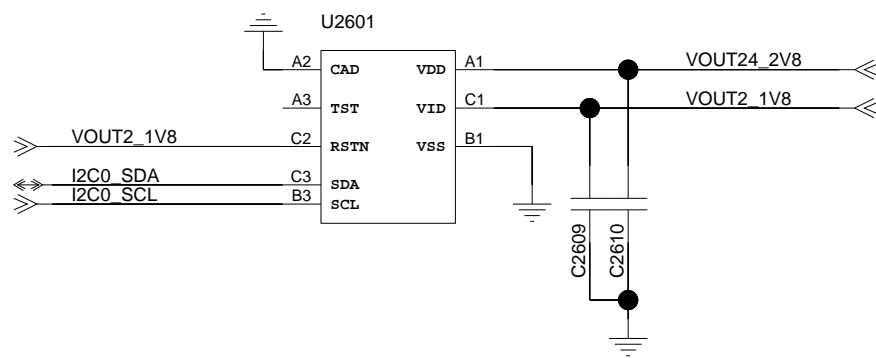 U2601
A2 CAD VDD A1 VOUT24_2V8
A3 TST VID C1 VOUT2_1V8
VOUT2_1V8 C2 RSTN VSS B1
I2C0_SDA C3 SDA
I2C0_SCL B3 SCL
C2609 C2610